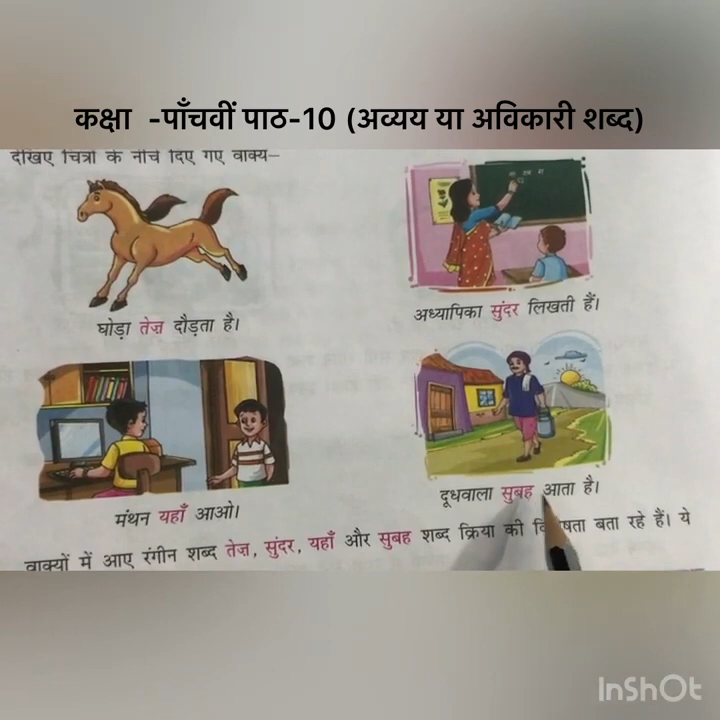 कक्षा -पाँचवीं पाठ-10 (अव्यय या अविकारी शब्द)
देखिए चित्रों के नीचे दिए गए वाक्य–
घोड़ा तेज़ दौड़ता है।
अध्यापिका सुंदर लिखती हैं।
मंथन यहाँ आओ।
दूधवाला सुबह आता है।
वाक्यों में आए रंगीन शब्द तेज़, सुंदर, यहाँ और सुबह शब्द क्रिया की बता रहे हैं। ये
InShOt